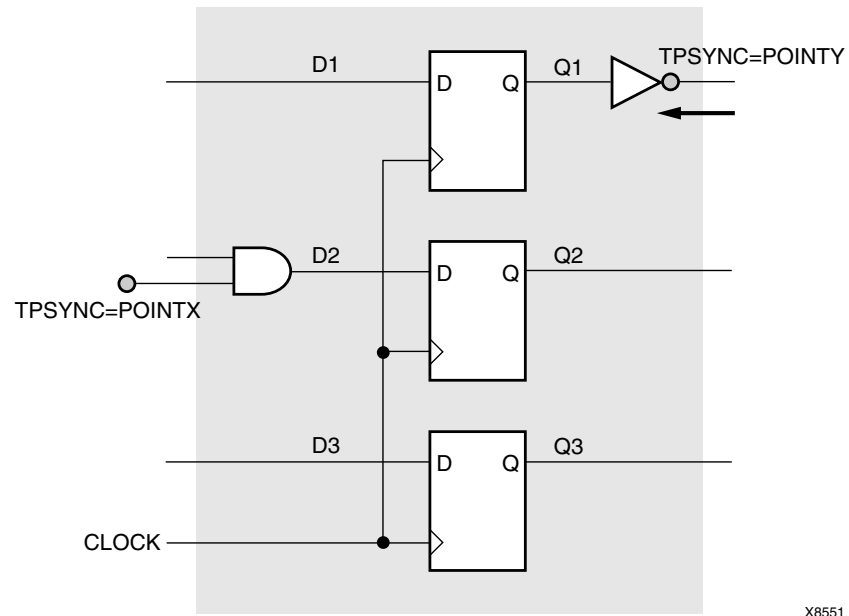 D1
Q1
TPSYNC=POINTY
D Q
D2
Q2
D Q
TPSYNC=POINTX
D3
Q3
D Q
CLOCK
X8551